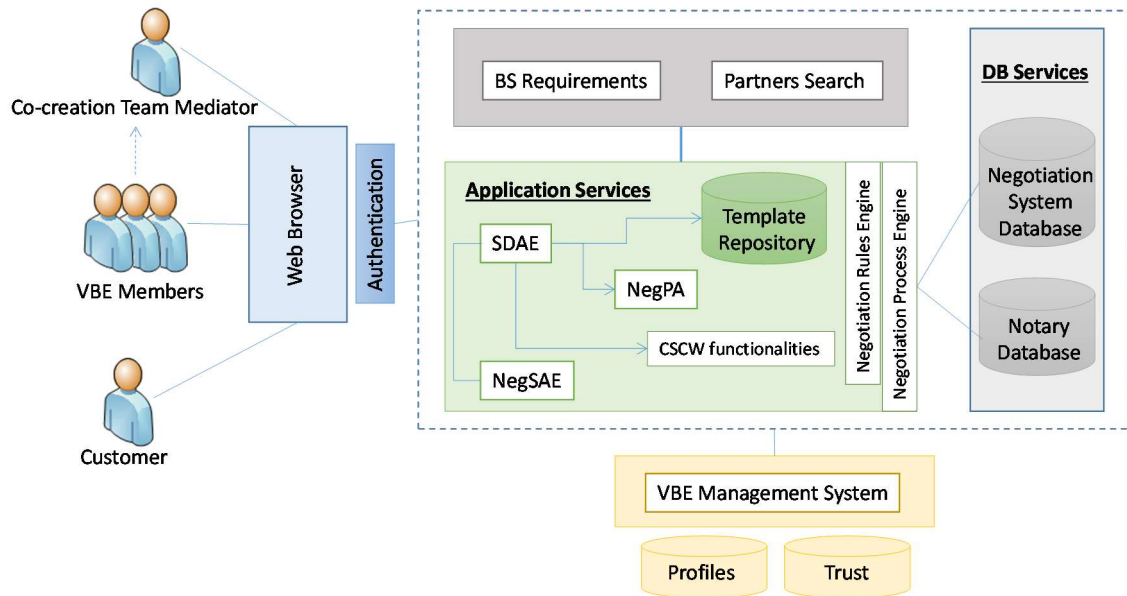 Co-creation Team Mediator
VBE Members
Customer
Web Browser
Authentication
BS Requirements
Partners Search
Application Services
SDAE
Template
Repository
NegPA
CSCW functionalities
NegSAE
Negotiation Rules Engine
Negotiation Process Engine
DB Services
Negotiation
System
Database
Notary
Database
VBE Management System
Profiles
Trust